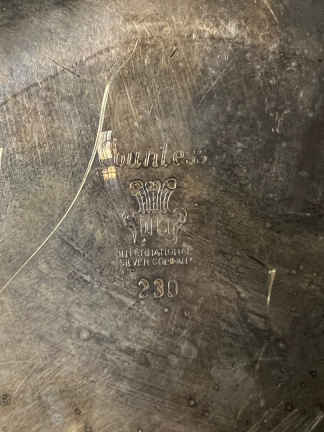 Countess
INTERNATIONAL
SILVER COMPANY
230